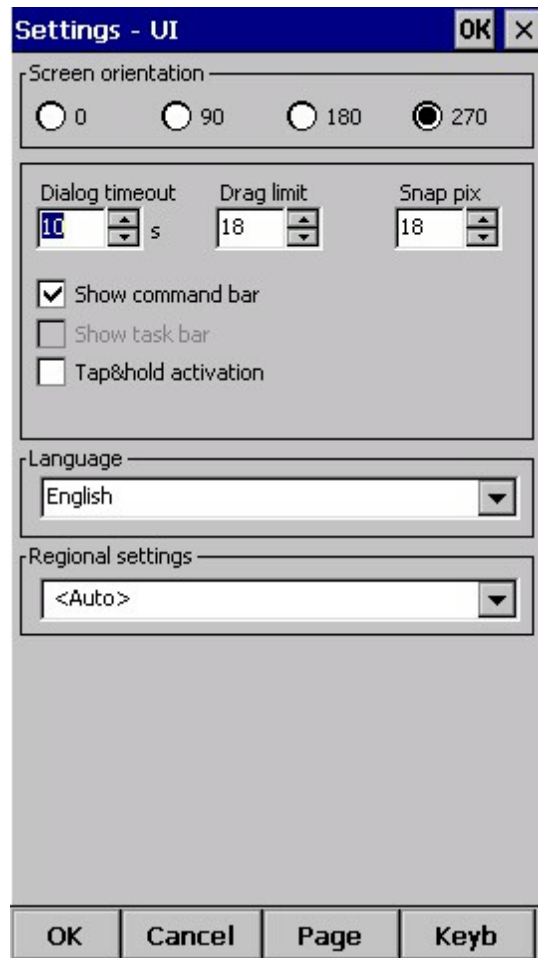 Settings - UI OK
Screen orientation
0 90 180 270
Dialog timeout Drag limit Snap pix
10 s 18 18
Show command bar
Show task bar
Tap&hold activation
Language
English
Regional settings
<Auto>
OK Cancel Page Keyb